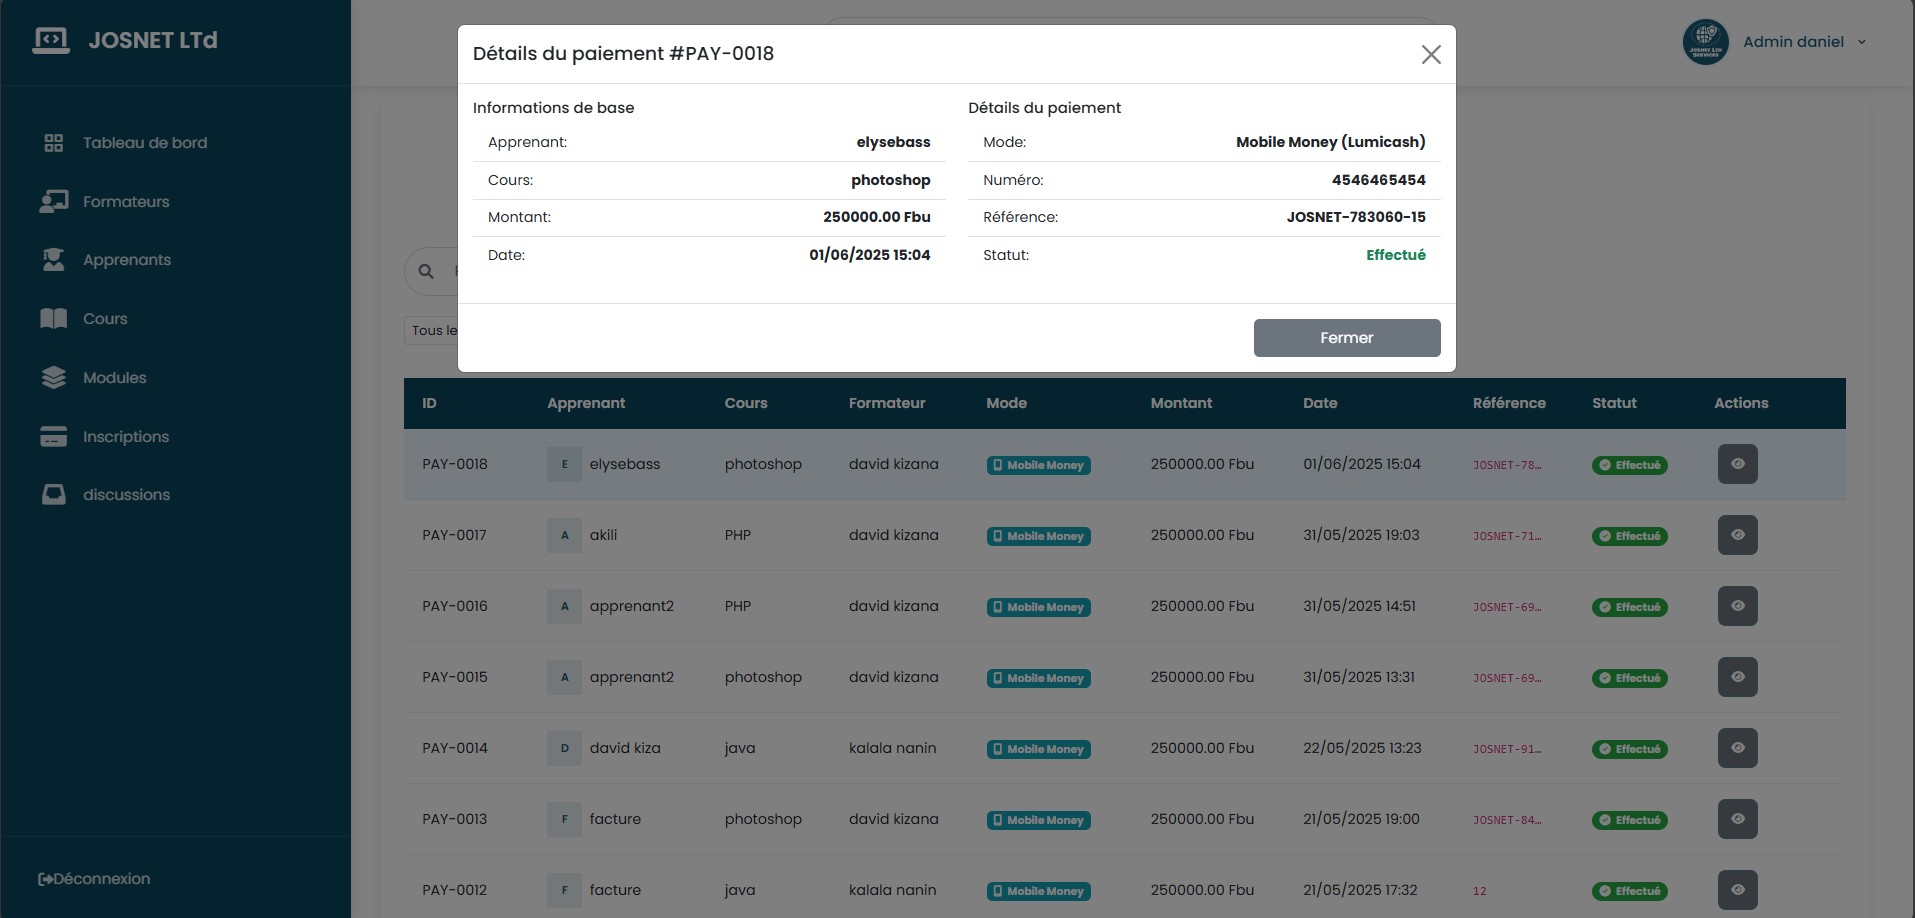 JOSNET LTd
Admin daniel
Tableau de bord
Formateurs
Apprenants
Cours
Modules
Inscriptions
discussions
Déconnexion
Détails du paiement #PAY-0018
Informations de base
Apprenant: elysebass
Cours: photoshop
Montant: 250000.00 Fbu
Date: 01/06/2025 15:04
Détails du paiement
Mode: Mobile Money (Lumicash)
Numéro: 4546465454
Référence: JOSNET-783060-15
Statut: Effectué
Fermer
Tous le
ID Apprenant Cours Formateur Mode Montant Date Référence Statut Actions
PAY-0018 E elysebass photoshop david kizana Mobile Money 250000.00 Fbu 01/06/2025 15:04 JOSNET-78… Effectué
PAY-0017 A akili PHP david kizana Mobile Money 250000.00 Fbu 31/05/2025 19:03 JOSNET-71… Effectué
PAY-0016 A apprenant2 PHP david kizana Mobile Money 250000.00 Fbu 31/05/2025 14:51 JOSNET-69… Effectué
PAY-0015 A apprenant2 photoshop david kizana Mobile Money 250000.00 Fbu 31/05/2025 13:31 JOSNET-69… Effectué
PAY-0014 D david kiza java kalala nanin Mobile Money 250000.00 Fbu 22/05/2025 13:23 JOSNET-91… Effectué
PAY-0013 F facture photoshop david kizana Mobile Money 250000.00 Fbu 21/05/2025 19:00 JOSNET-84… Effectué
PAY-0012 F facture java kalala nanin Mobile Money 250000.00 Fbu 21/05/2025 17:32 12 Effectué